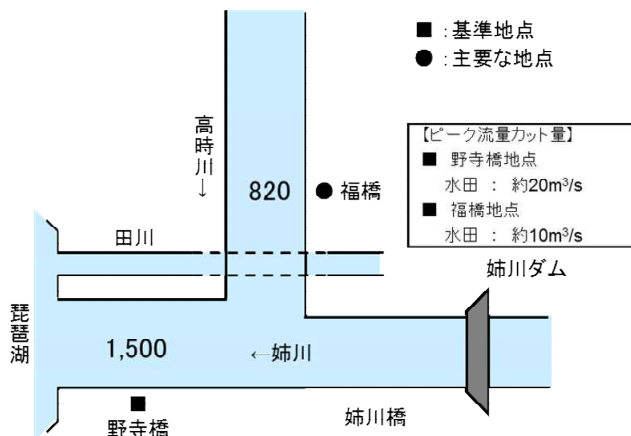 ■ : 基準地点
● : 主要な地点
高時川→
820
● 福橋
【ピーク流量カット量】
■ 野寺橋地点
水田 : 約20m³/s
■ 福橋地点
水田 : 約10m³/s
田川
姉川ダム
琵琶湖
1,500
←姉川
■
野寺橋
姉川橋